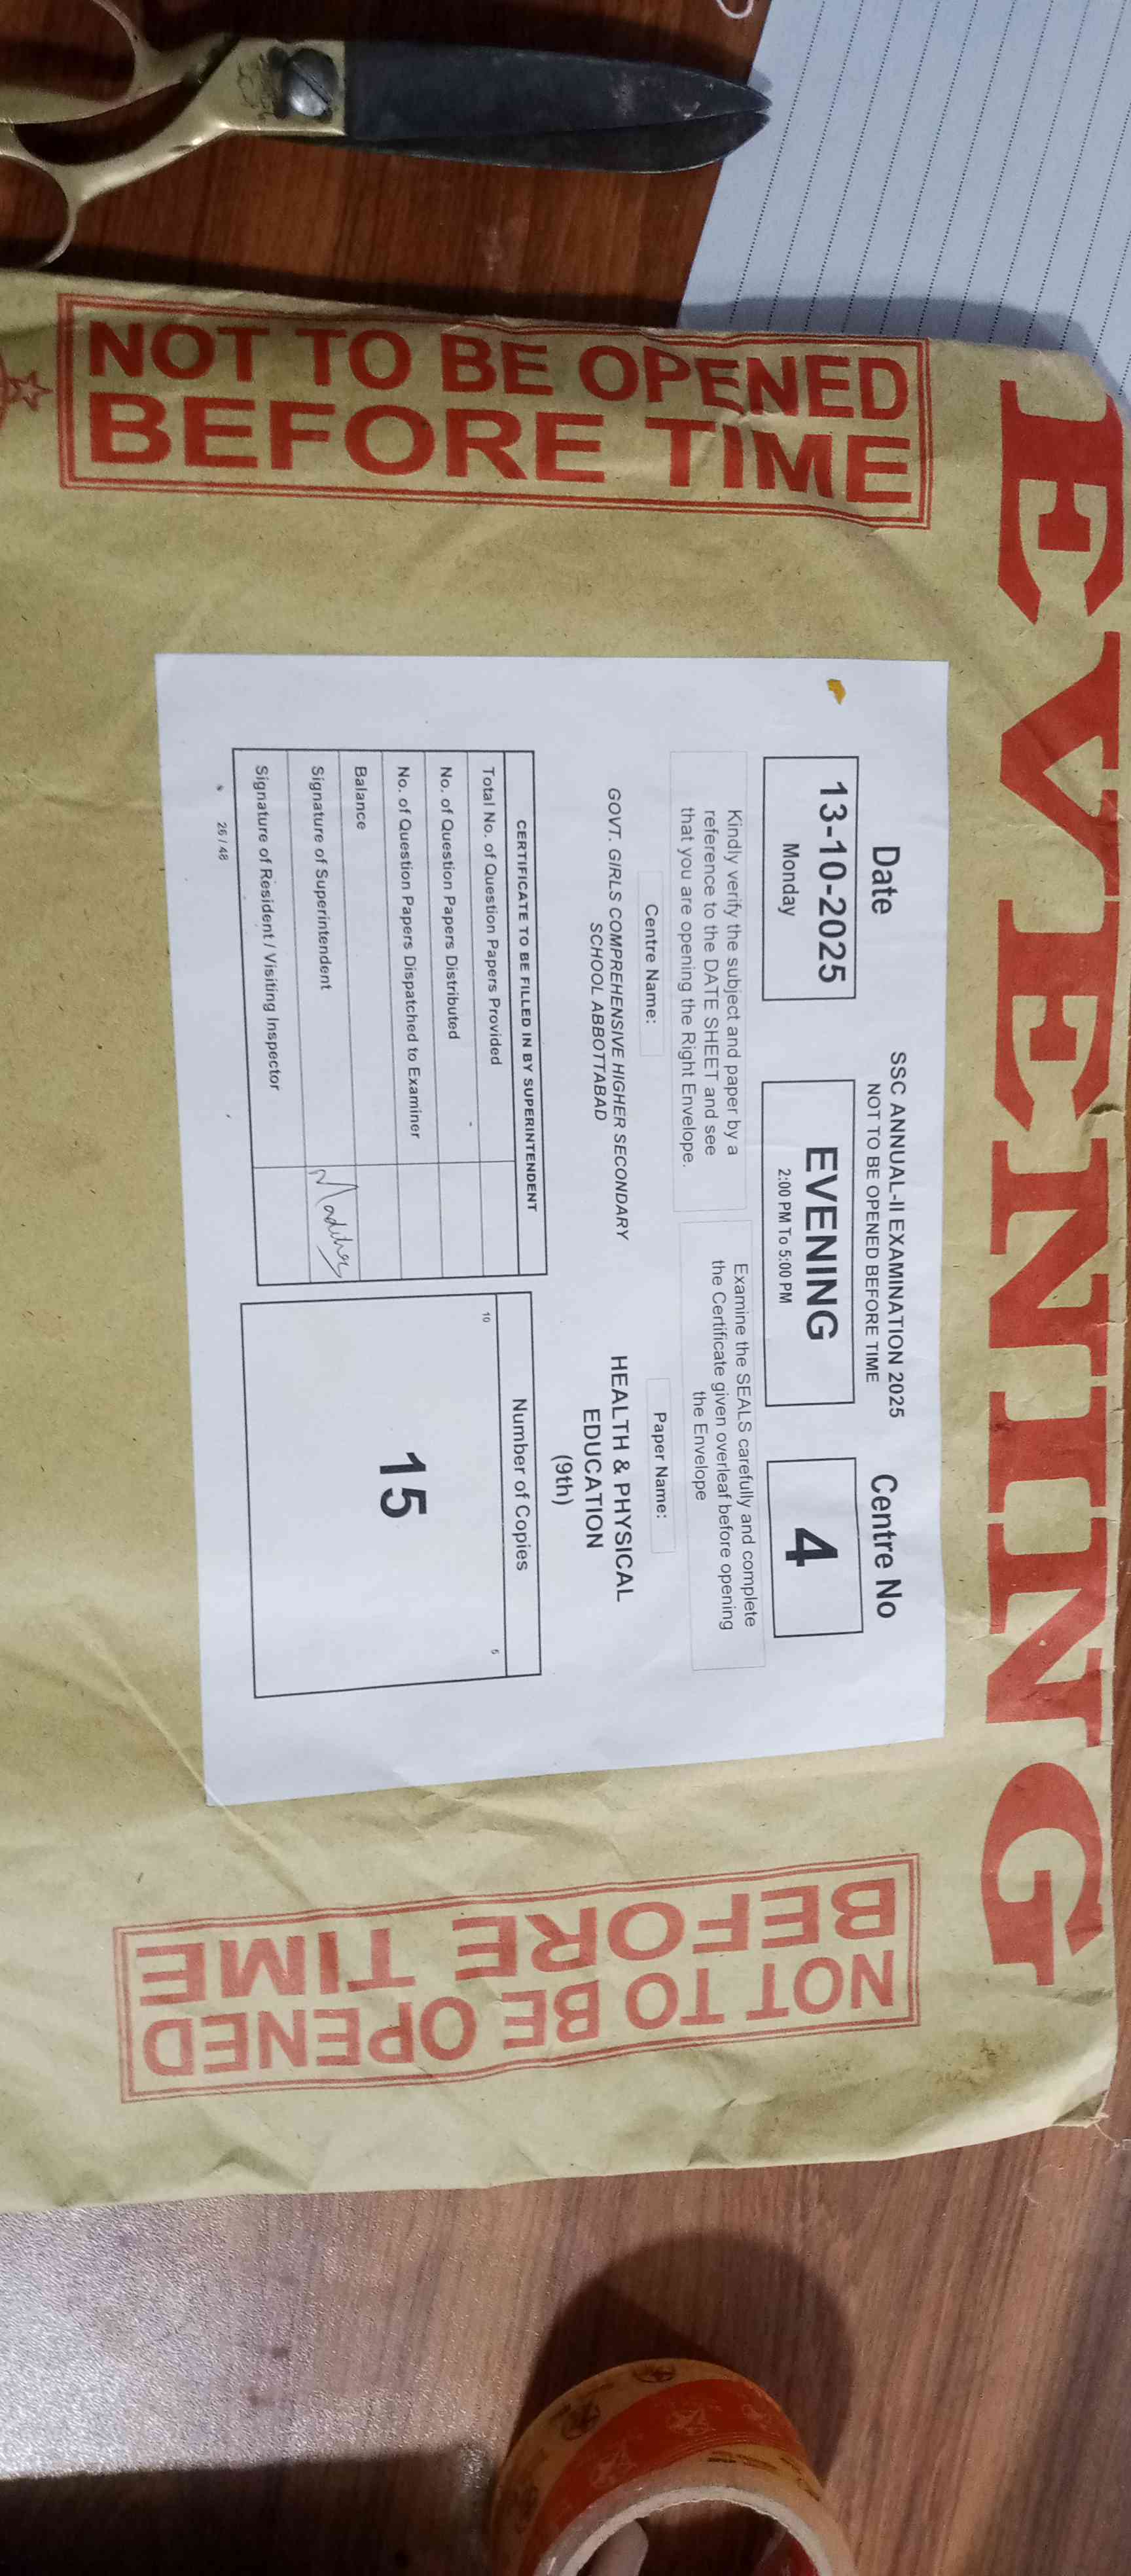 EVENING
NOT TO BE OPENED
BEFORE TIME
Date
SSC ANNUAL-II EXAMINATION 2025
NOT TO BE OPENED BEFORE TIME
Centre No
13-10-2025
Monday
EVENING
2:00 PM To 5:00 PM
4
Kindly verify the subject and paper by a
reference to the DATE SHEET and see
that you are opening the Right Envelope.
Examine the SEALS carefully and complete
the Certificate given overleaf before opening
the Envelope
Centre Name:
GOVT. GIRLS COMPREHENSIVE HIGHER SECONDARY
SCHOOL ABBOTTABAD
Paper Name:
HEALTH & PHYSICAL
EDUCATION
(9th)
CERTIFICATE TO BE FILLED IN BY SUPERINTENDENT
Total No. of Question Papers Provided
No. of Question Papers Distributed
No. of Question Papers Dispatched to Examiner
Balance
Signature of Superintendent
Madiha
Signature of Resident / Visiting Inspector
Number of Copies
10
5
15
26 / 48
NOT TO BE OPENED
BEFORE TIME